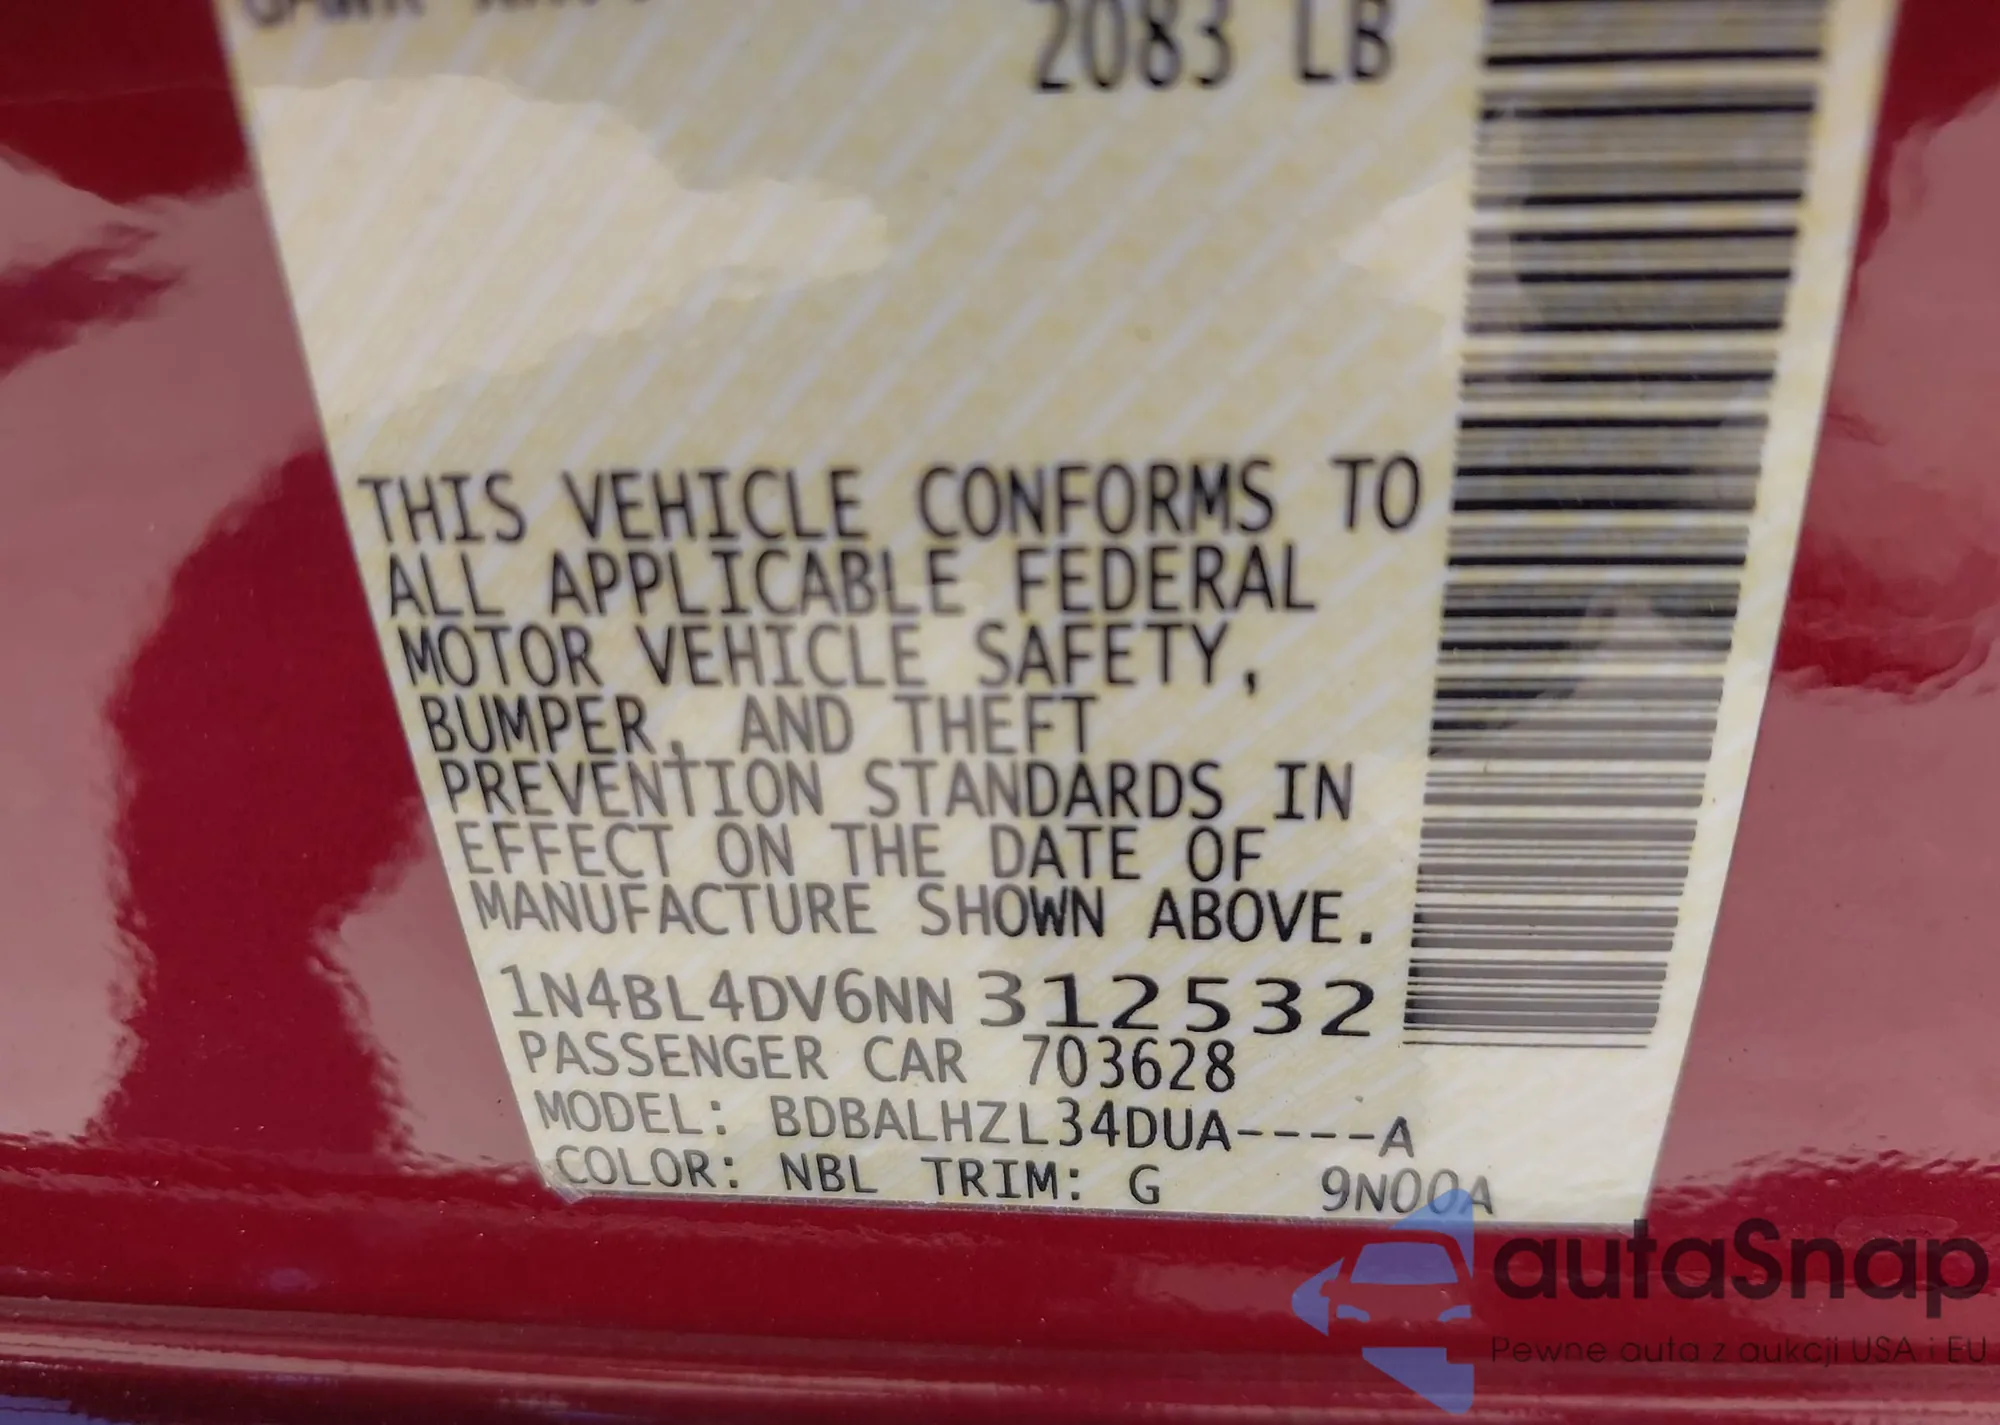 2083 LB
THIS VEHICLE CONFORMS TO
ALL APPLICABLE FEDERAL
MOTOR VEHICLE SAFETY,
BUMPER, AND THEFT
PREVENTION STANDARDS IN
EFFECT ON THE DATE OF
MANUFACTURE SHOWN ABOVE.
1N4BL4DV6NN312532
PASSENGER CAR 703628
MODEL: BDBALHZL34DUA----A
COLOR: NBL TRIM: G 9N00A
autaSnap
Pewne auta z aukcji USA i EU